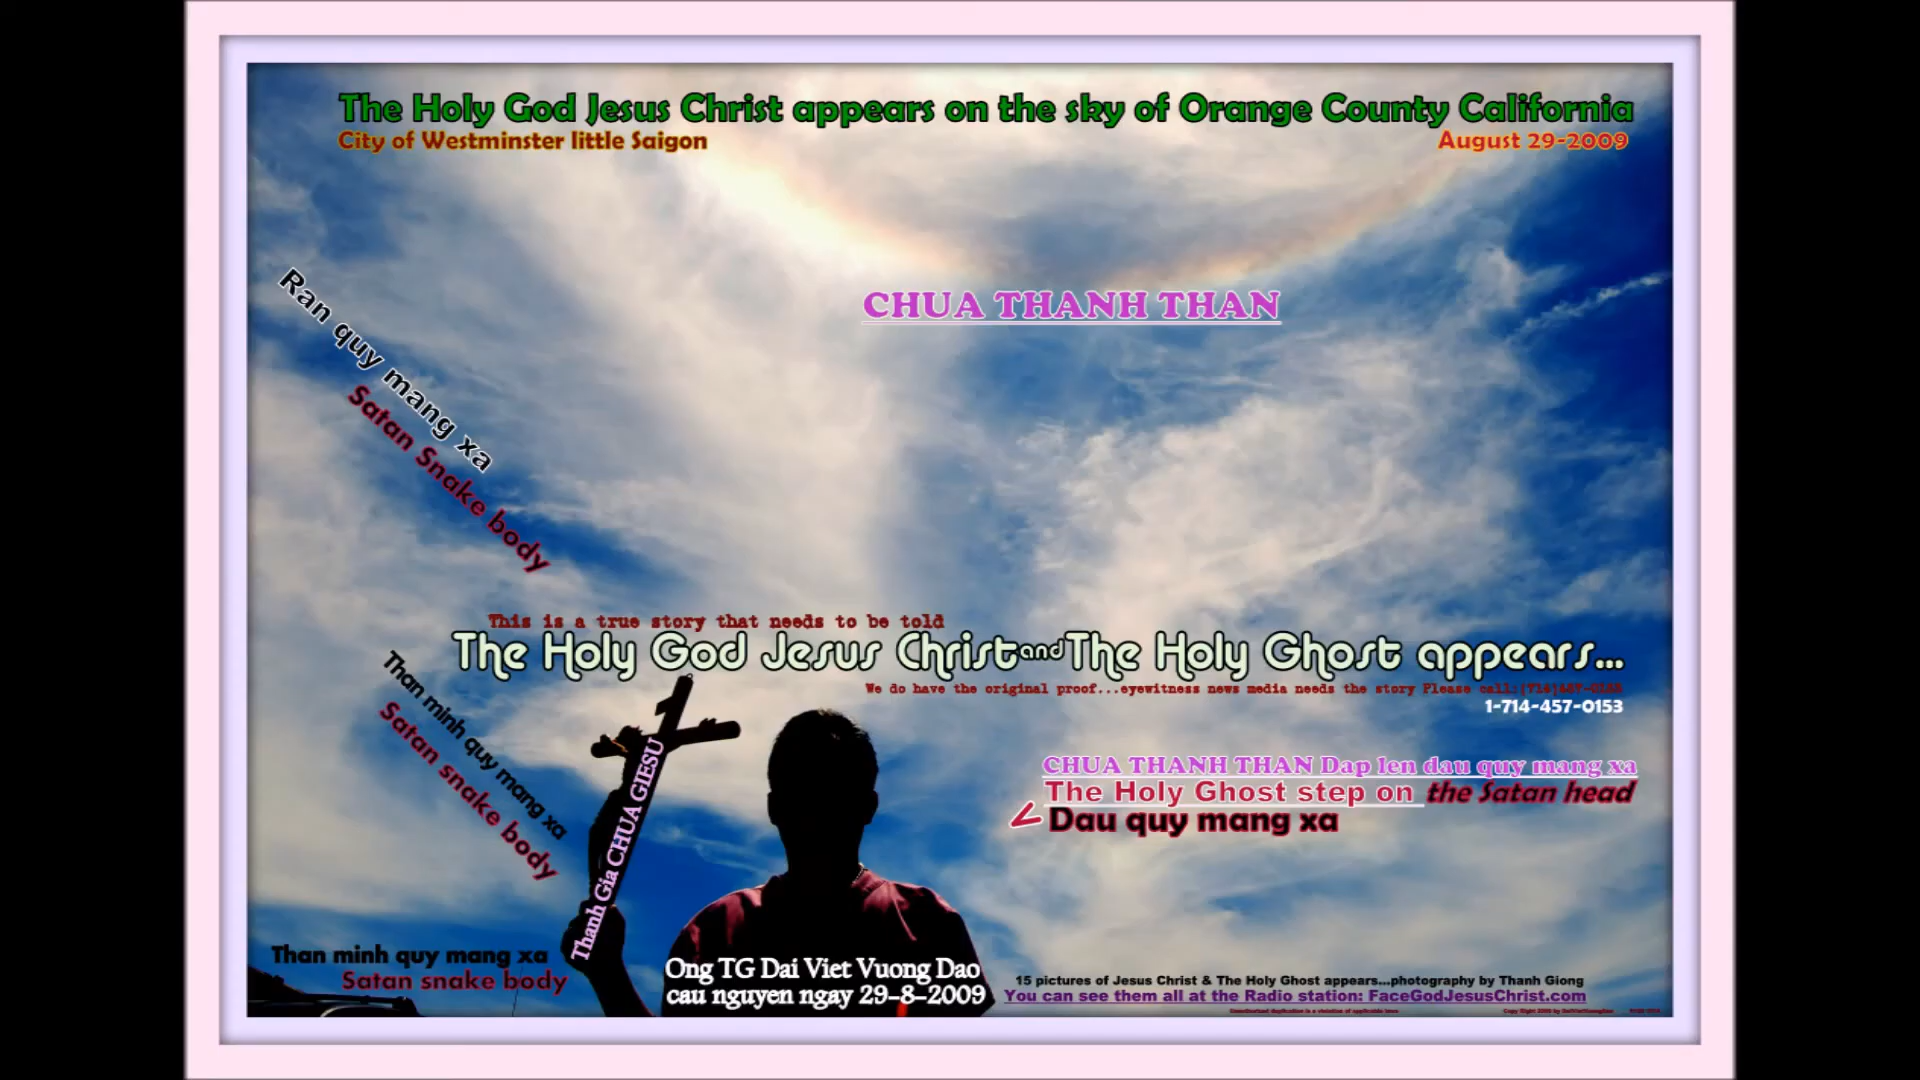 The Holy God Jesus Christ appears on the sky of Orange County California
City of Westminster little Saigon
August 29-2009
CHUA THANH THAN
Ran quy mang xa
Satan Snake body
This is a true story that needs to be told
The Holy God Jesus Christ and The Holy Ghost appears...
We do have the original proof...eyewitness news media needs the story Please call:
1-714-457-0153
Than minh quy mang xa
Satan snake body
Thanh Gia CHUA GIESU
CHUA THANH THAN Dap len dau quy mang xa
The Holy Ghost step on the Satan head
Dau quy mang xa
Than minh quy mang xa
Satan snake body
Ong TG Dai Viet Vuong Dao
cau nguyen ngay 29-8-2009
15 pictures of Jesus Christ & The Holy Ghost appears...photography by Thanh Giong
You can see them all at the Radio station: FaceGodJesusChrist.com